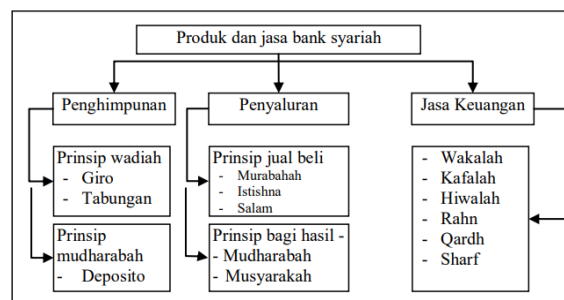 Produk dan jasa bank syariah
Penghimpunan
Penyaluran
Jasa Keuangan
Prinsip wadiah
- Giro
- Tabungan
Prinsip
mudharabah
- Deposito
Prinsip jual beli
- Murabahah
- Istishna
- Salam
Prinsip bagi hasil -
- Mudharabah
- Musyarakah
- Wakalah
- Kafalah
- Hiwalah
- Rahn
- Qardh
- Sharf